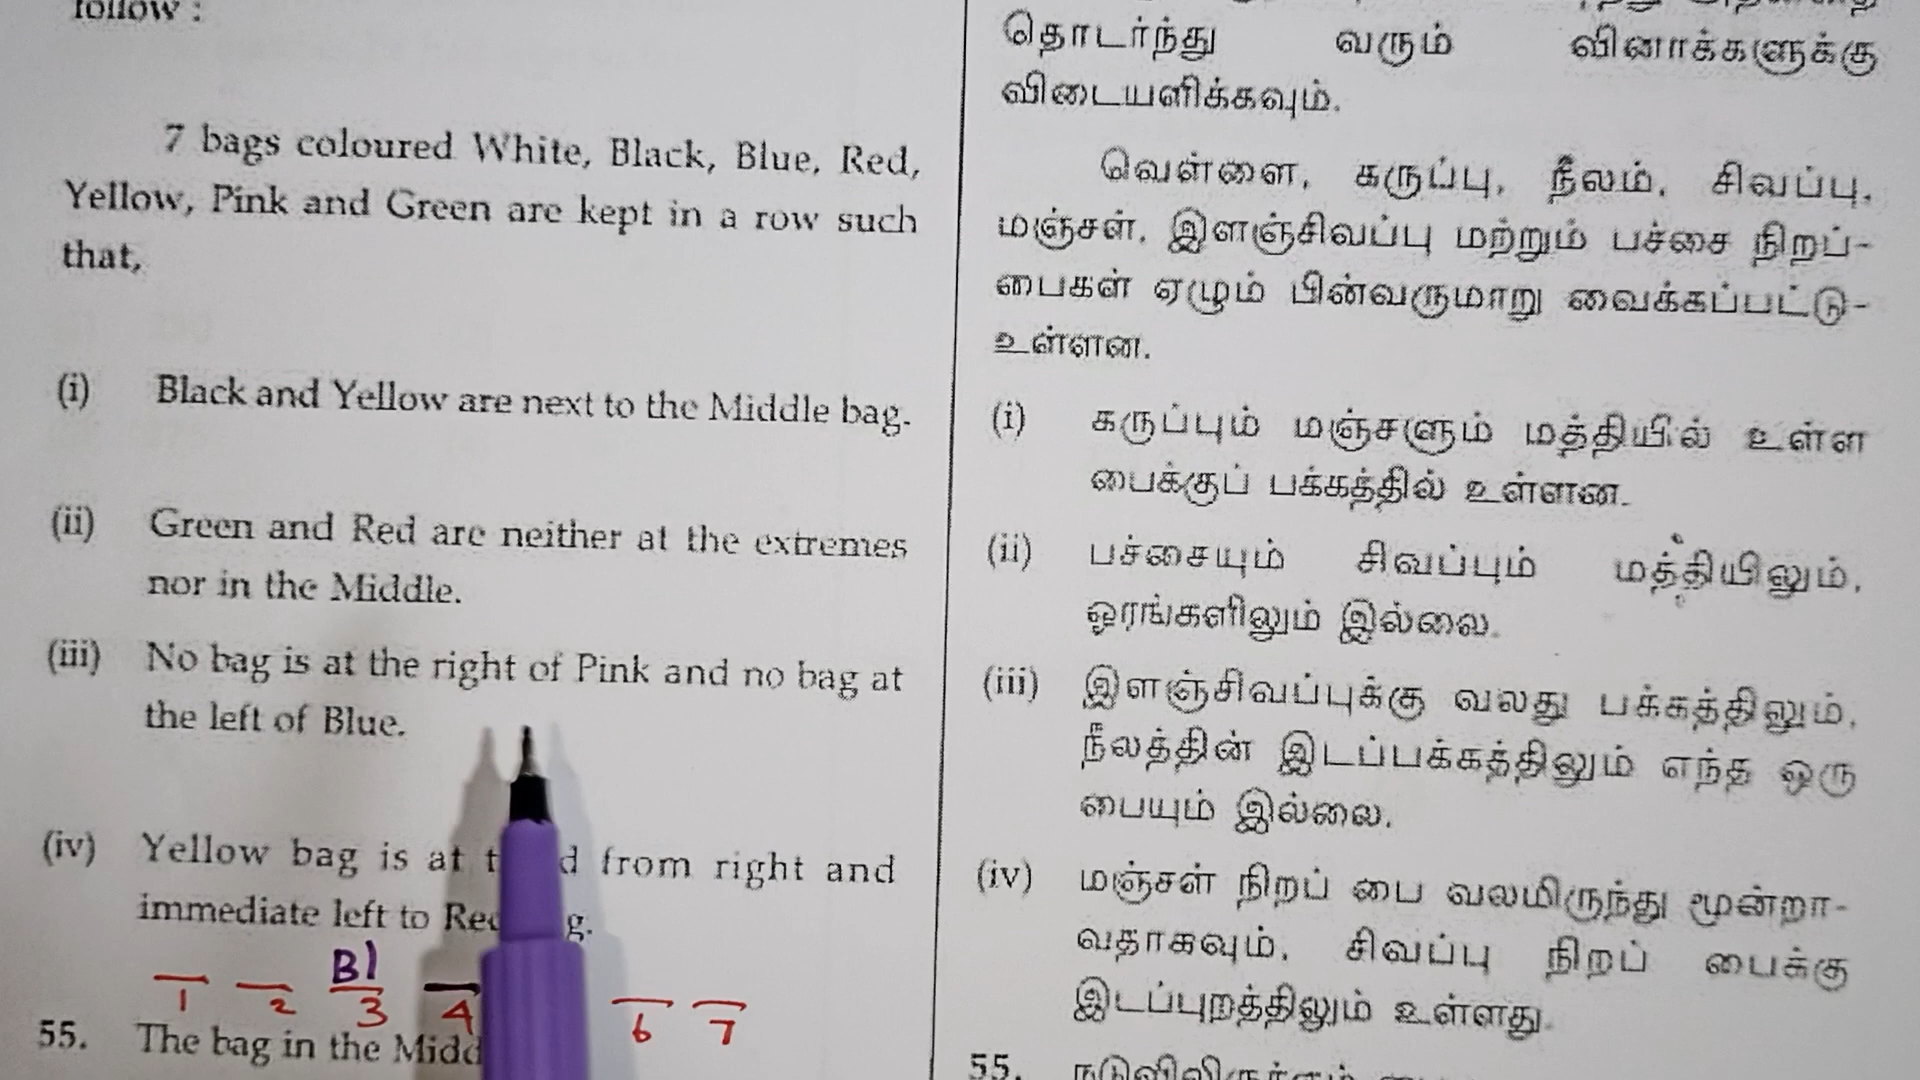 follow :
7 bags coloured White, Black, Blue, Red,
Yellow, Pink and Green are kept in a row such
that,
(i) Black and Yellow are next to the Middle bag.
(ii) Green and Red are neither at the extremes
nor in the Middle.
(iii) No bag is at the right of Pink and no bag at
the left of Blue.
(iv) Yellow bag is at from right and
immediate left to
Bl
1 2 3 4 6 7
55. The bag in the
தொடர்ந்து வரும் வினாக்களுக்கு
விடையளிக்கவும்.
வெள்ளை, கருப்பு, நீலம், சிவப்பு,
மஞ்சள், இளஞ்சிவப்பு மற்றும் பச்சை நிறப்-
பைகள் ஏழும் பின்வருமாறு வைக்கப்பட்டு-
உள்ளன.
(i) கருப்பும் மஞ்சளும் மத்தியில் உள்ள
பைக்குப் பக்கத்தில் உள்ளன.
(ii) பச்சையும் சிவப்பும் மத்தியிலும்,
ஓரங்களிலும் இல்லை.
(iii) இளஞ்சிவப்புக்கு வலது பக்கத்திலும்,
நீலத்தின் இடப்பக்கத்திலும் எந்த ஒரு
பையும் இல்லை.
(iv) மஞ்சள் நிறப் பை வலமிருந்து மூன்றா-
வதாகவும், சிவப்பு நிறப் பைக்கு
இடப்புறத்திலும் உள்ளது.
55.